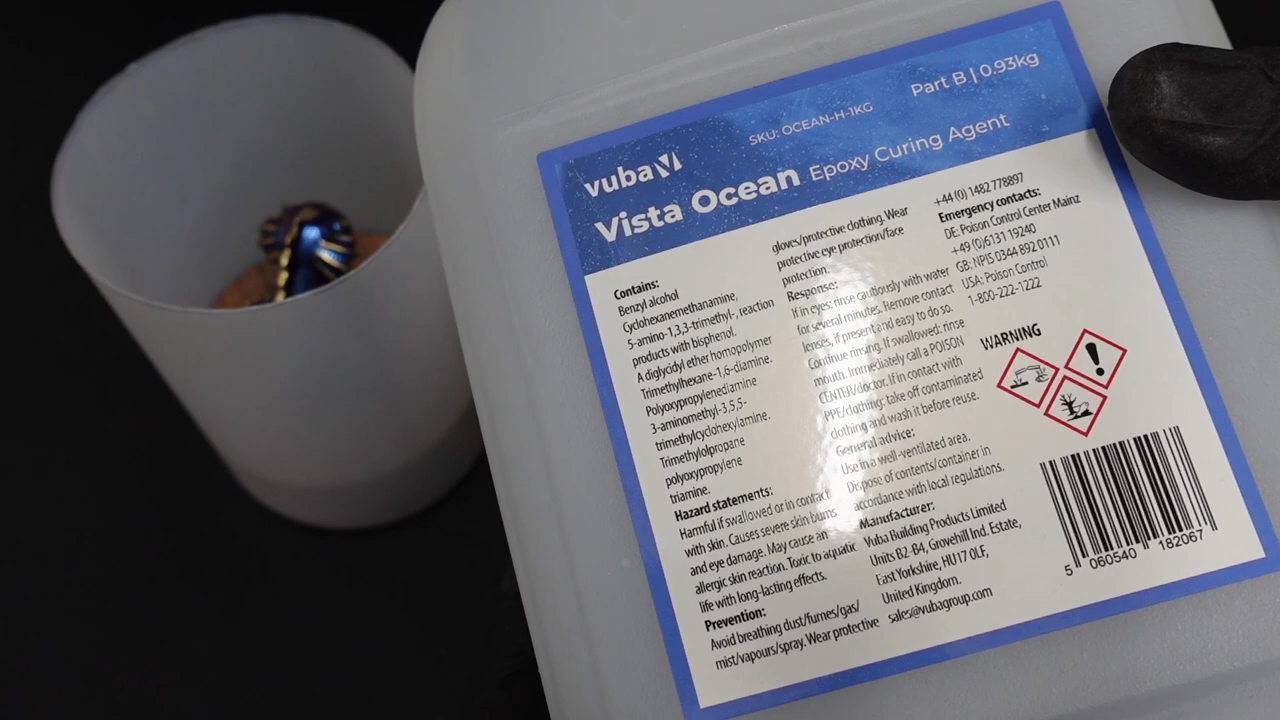 vuba
SKU: OCEAN-H-1KG
Part B | 0.93kg
Vista Ocean Epoxy Curing Agent
Contains:
Benzyl alcohol
Cyclohexanemethanamine,
5-amino-1,3,3-trimethyl-, reaction
products with bisphenol.
A diglycidyl ether homopolymer
Trimethylhexane-1,6-diamine.
Polyoxypropylenediamine
3-aminomethyl-3,5,5-
trimethylcyclohexylamine.
Trimethylolpropane
polyoxypropylene
triamine.
Hazard statements:
Harmful if swallowed or in contact
with skin. Causes severe skin burns
and eye damage. May cause an
allergic skin reaction. Toxic to aquatic
life with long-lasting effects.
Prevention:
Avoid breathing dust/fumes/gas/
mist/vapours/spray. Wear protective
gloves/protective clothing. Wear
protective eye protection/face
protection.
Response:
If in eyes: rinse cautiously with water
for several minutes. Remove contact
lenses, if present and easy to do so.
Continue rinsing. If swallowed: rinse
mouth. Immediately call a POISON
CENTER/doctor. If in contact with
PPE/clothing: take off contaminated
clothing and wash it before reuse.
General advice:
Use in a well-ventilated area.
Dispose of contents/container in
accordance with local regulations.
Manufacturer:
Vuba Building Products Limited
Units B2-B4, Grovehill Ind. Estate,
East Yorkshire, HU17 0LF,
United Kingdom.
sales@vubagroup.com
+44 (0) 1482 778897
Emergency contacts:
DE: Poison Control Center Mainz
+49 (0)6131 19240
GB: NPIS 0344 892 0111
USA: Poison Control
1-800-222-1222
WARNING
5 060540 182067